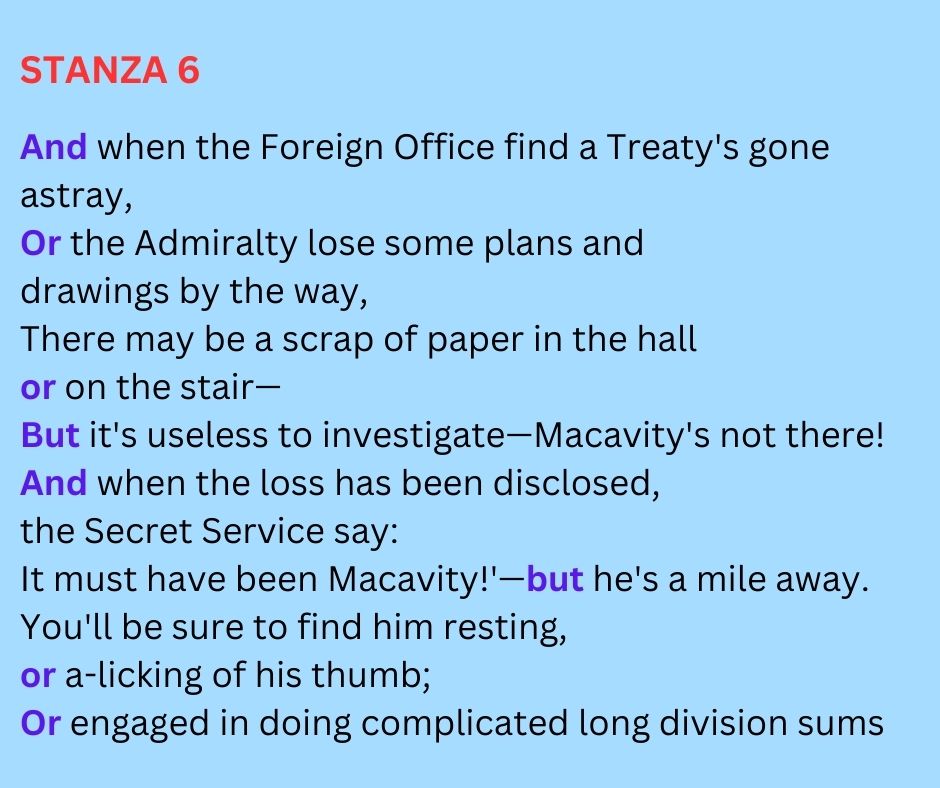 STANZA 6
And when the Foreign Office find a Treaty's gone
astray,
Or the Admiralty lose some plans and
drawings by the way,
There may be a scrap of paper in the hall
or on the stair—
But it's useless to investigate—Macavity's not there!
And when the loss has been disclosed,
the Secret Service say:
It must have been Macavity!'—but he's a mile away.
You'll be sure to find him resting,
or a-licking of his thumb;
Or engaged in doing complicated long division sums